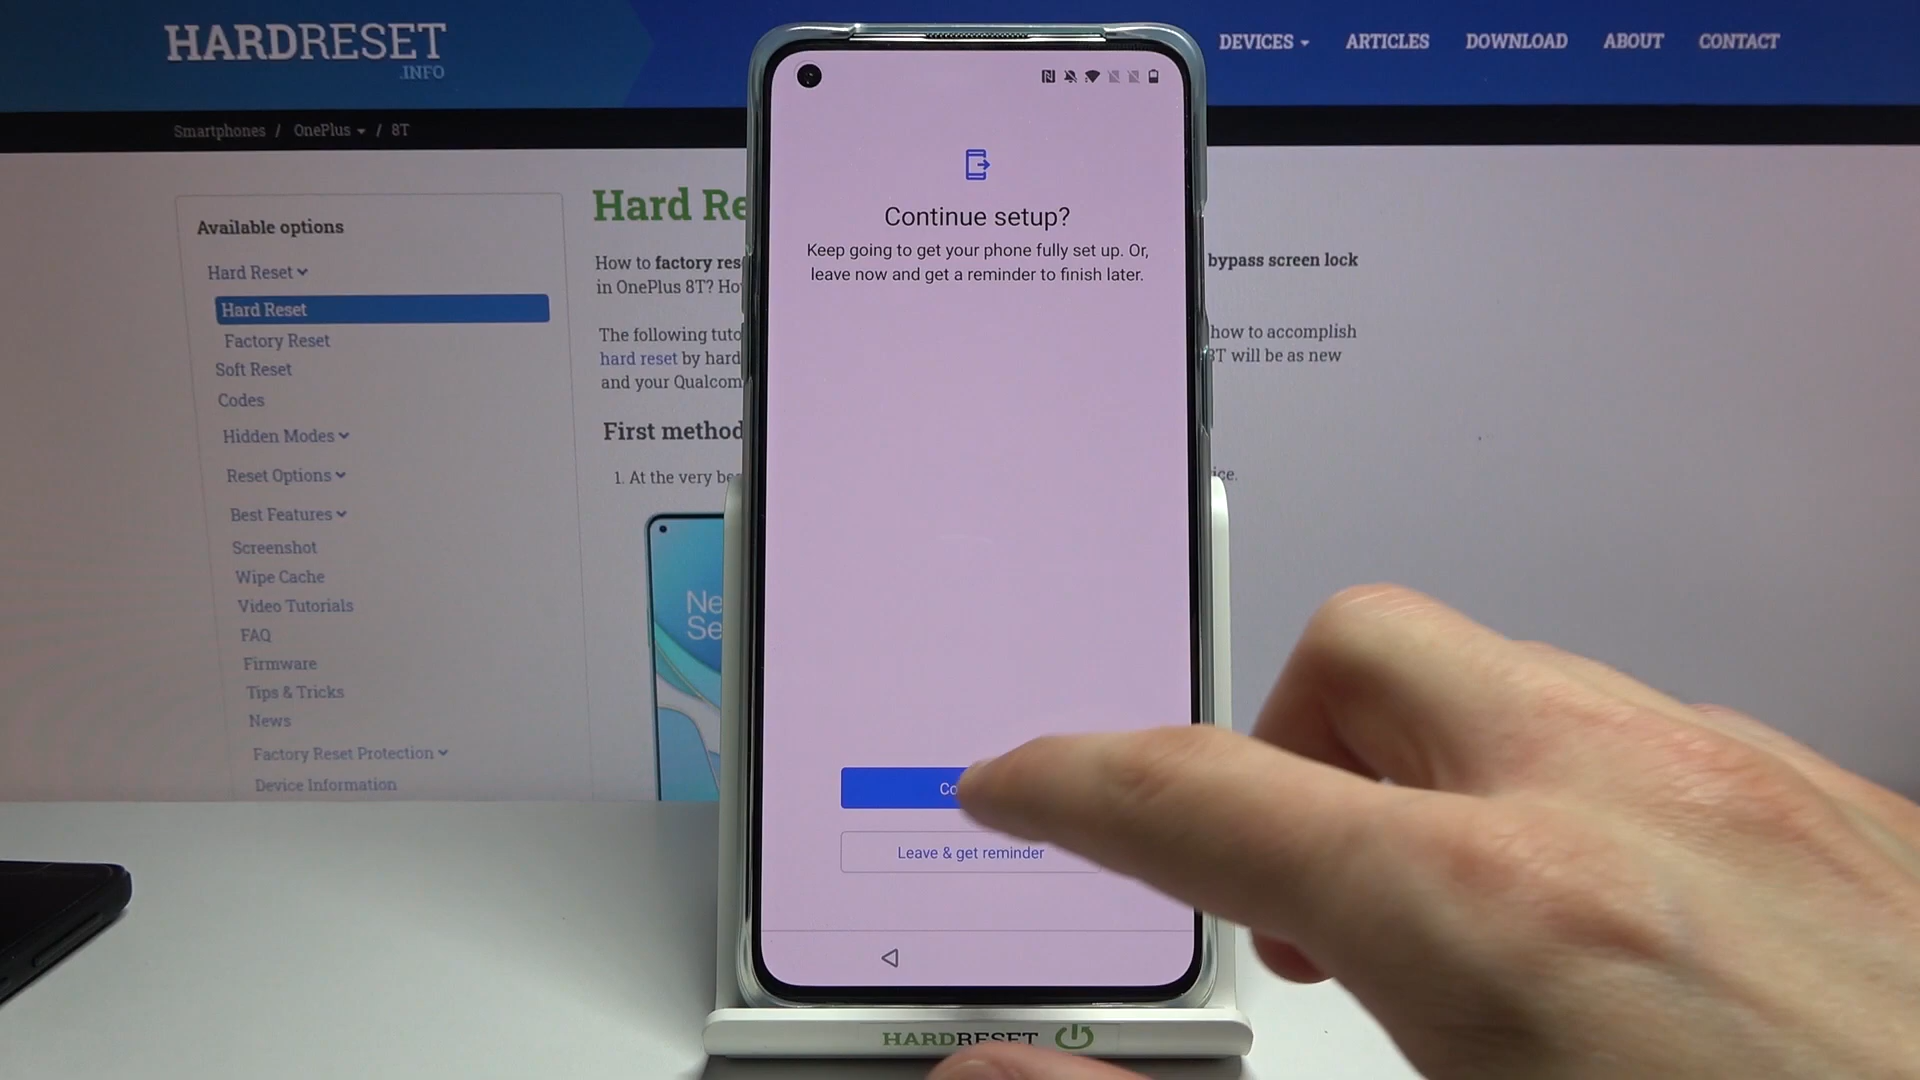 HARDRESET
.INFO
DEVICES
ARTICLES
DOWNLOAD
ABOUT
CONTACT
Smartphones / OnePlus / 8T
Available options
Hard Reset
Hard Reset
Factory Reset
Soft Reset
Codes
Hidden Modes
Reset Options
Best Features
Screenshot
Wipe Cache
Video Tutorials
FAQ
Firmware
Tips & Tricks
News
Factory Reset Protection
Device Information
Hard Re
How to factory res
bypass screen lock
in OnePlus 8T? Ho
The following tuto
how to accomplish
hard reset by hard
8T will be as new
and your Qualcom
First method
1. At the very be
ice.
Ne
Se
Continue setup?
Keep going to get your phone fully set up. Or,
leave now and get a reminder to finish later.
Co
Leave & get reminder
HARDRESET